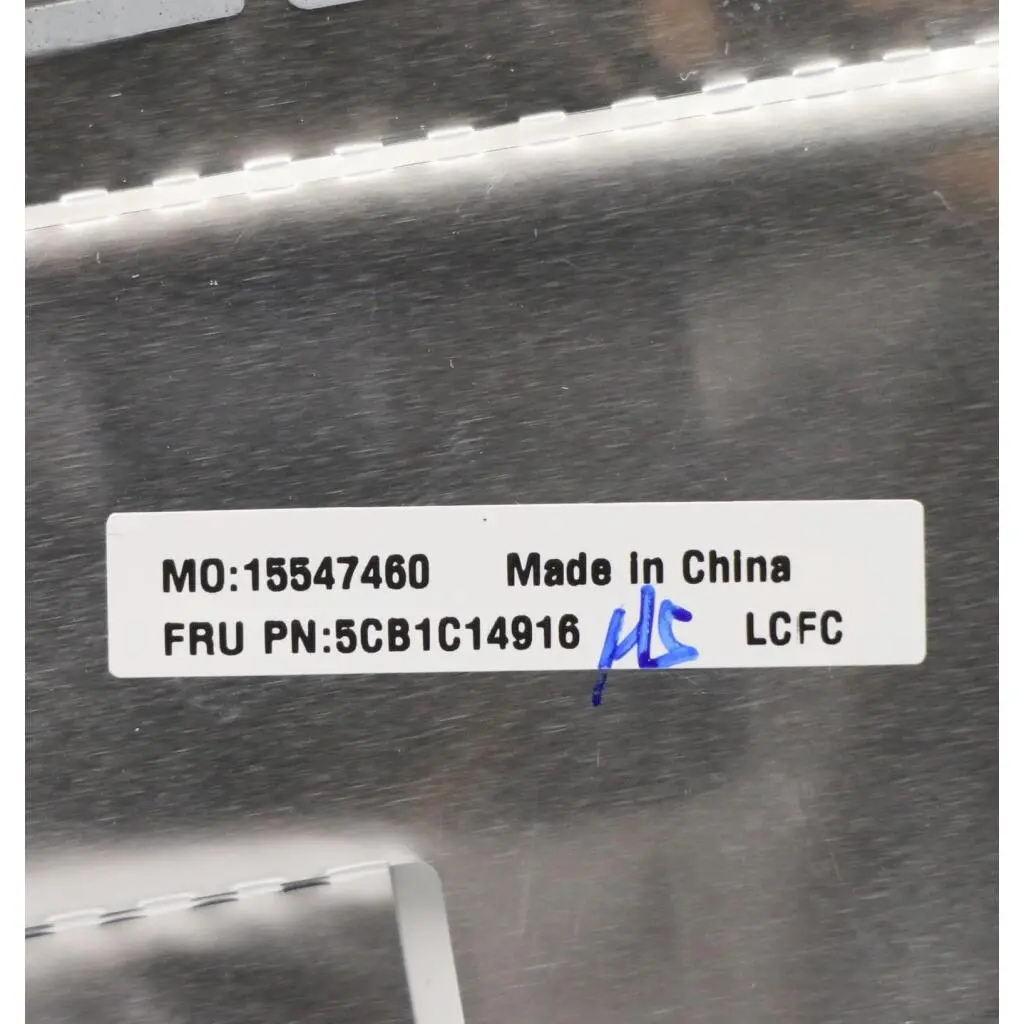 MO:15547460 Made in China
FRU PN:5CB1C14916 LCFC